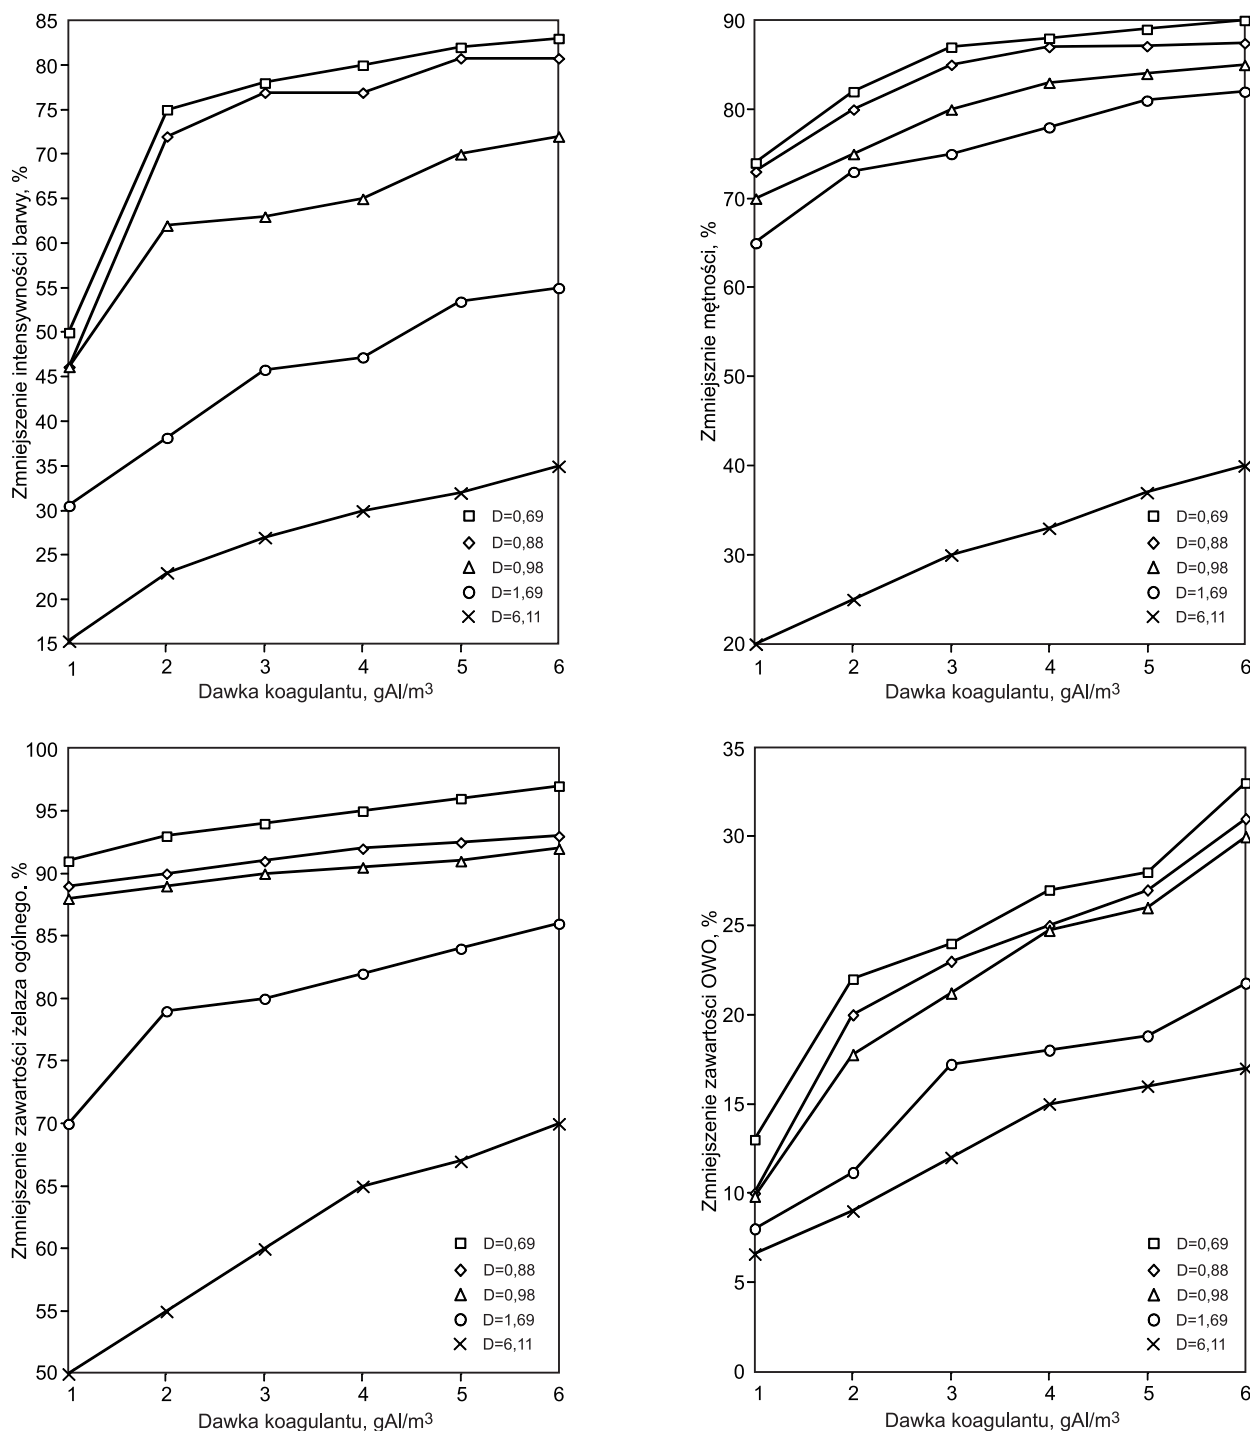 Zmniejszenie intensywności barwy, %
85
80
75
70
65
60
55
50
45
40
35
30
25
20
15
D=0,69
D=0,88
D=0,98
D=1,69
D=6,11
1 2 3 4 5 6
Dawka koagulantu, gAl/m³
Zmniejsznie mętności, %
90
80
70
60
50
40
30
20
D=0,69
D=0,88
D=0,98
D=1,69
D=6,11
1 2 3 4 5 6
Dawka koagulantu, gAl/m³
Zmniejszenie zawartości żelaza ogólnego. %
100
95
90
85
80
75
70
65
60
55
50
D=0,69
D=0,88
D=0,98
D=1,69
D=6,11
1 2 3 4 5 6
Dawka koagulantu, gAl/m³
Zmniejszenie zawartości OWO, %
35
30
25
20
15
10
5
0
D=0,69
D=0,88
D=0,98
D=1,69
D=6,11
1 2 3 4 5 6
Dawka koagulantu, gAl/m³